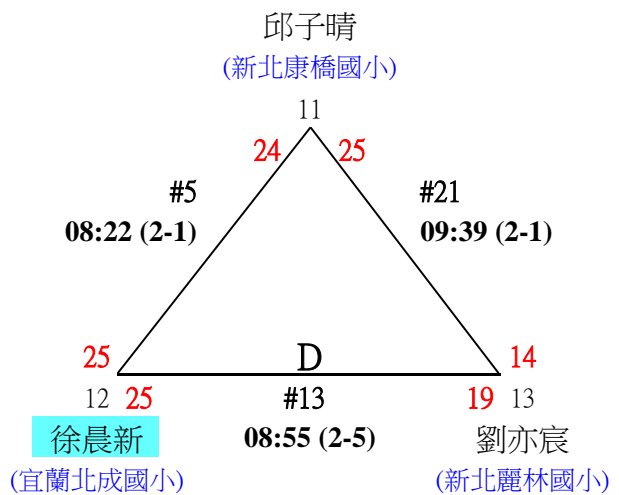 邱子晴
(新北康橋國小)
11
24 25
#5 #21
08:22 (2-1) 09:39 (2-1)
25 D 14
12 25 #13 19 13
徐晨新 08:55 (2-5) 劉亦宸
(宜蘭北成國小) (新北麗林國小)